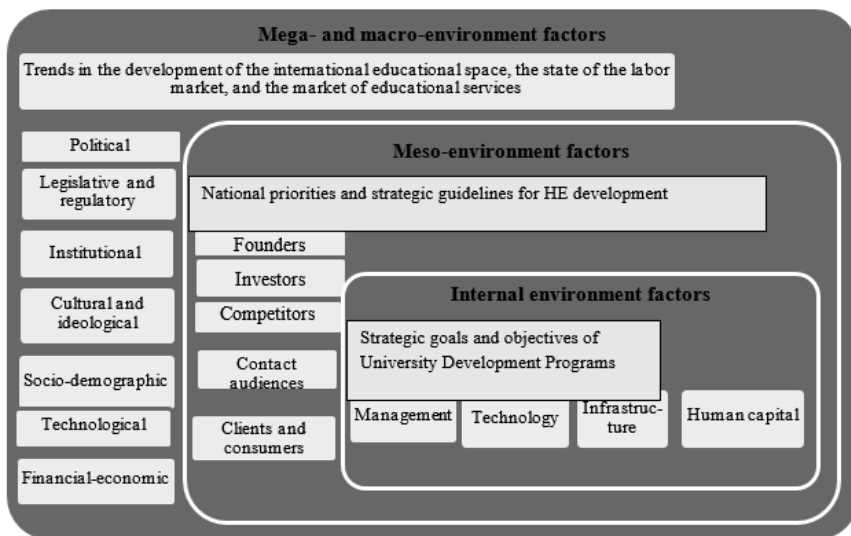 Mega- and macro-environment factors
Trends in the development of the international educational space, the state of the labor
market, and the market of educational services
Political
Legislative and
regulatory
Institutional
Cultural and
ideological
Socio-demographic
Technological
Financial-economic
Meso-environment factors
National priorities and strategic guidelines for HE development
Founders
Investors
Competitors
Contact
audiences
Clients and
consumers
Internal environment factors
Strategic goals and objectives of
University Development Programs
Management
Technology
Infrastruc-
ture
Human capital